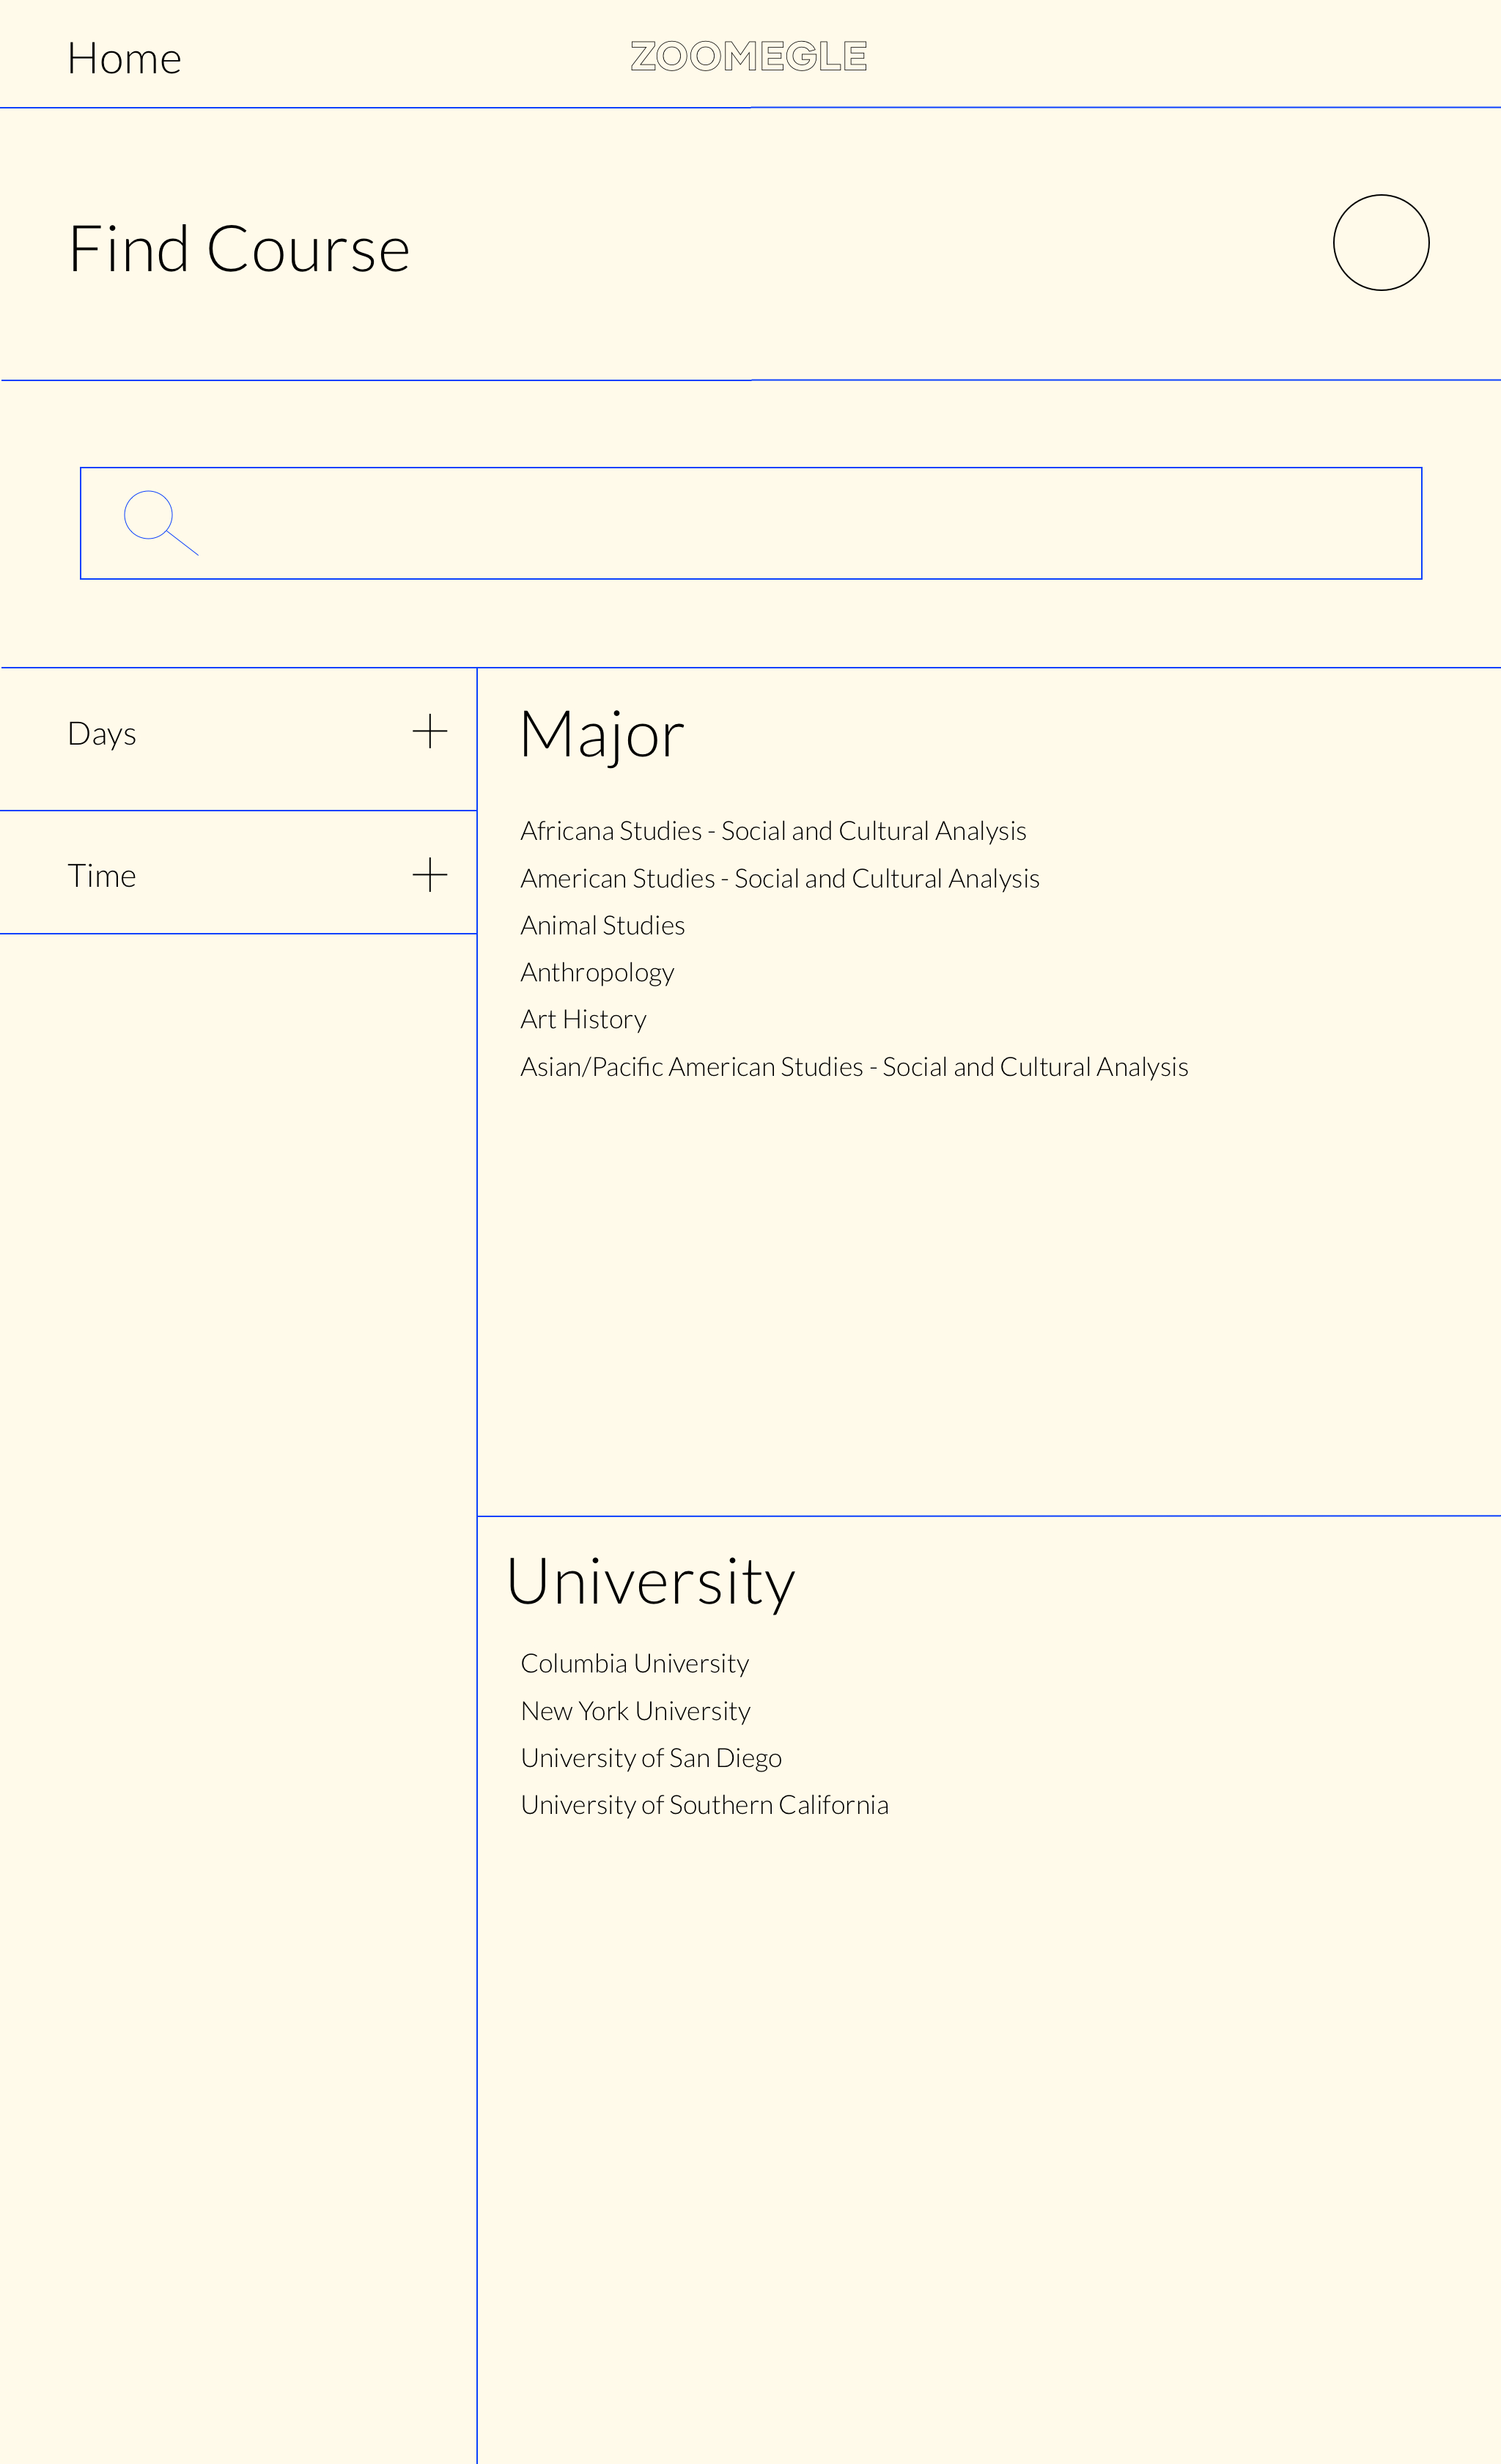 Home
ZOOMEGLE
Find Course
Days
Time
Major
Africana Studies - Social and Cultural Analysis
American Studies - Social and Cultural Analysis
Animal Studies
Anthropology
Art History
Asian/Pacific American Studies - Social and Cultural Analysis
University
Columbia University
New York University
University of San Diego
University of Southern California